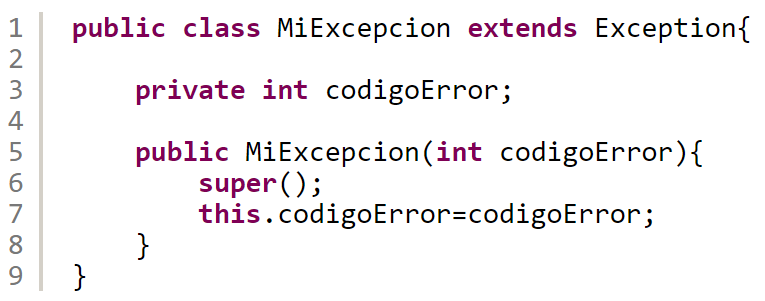 1 public class MiExcepcion extends Exception{
2
3     private int codigoError;
4
5     public MiExcepcion(int codigoError){
6         super();
7         this.codigoError=codigoError;
8     }
9 }